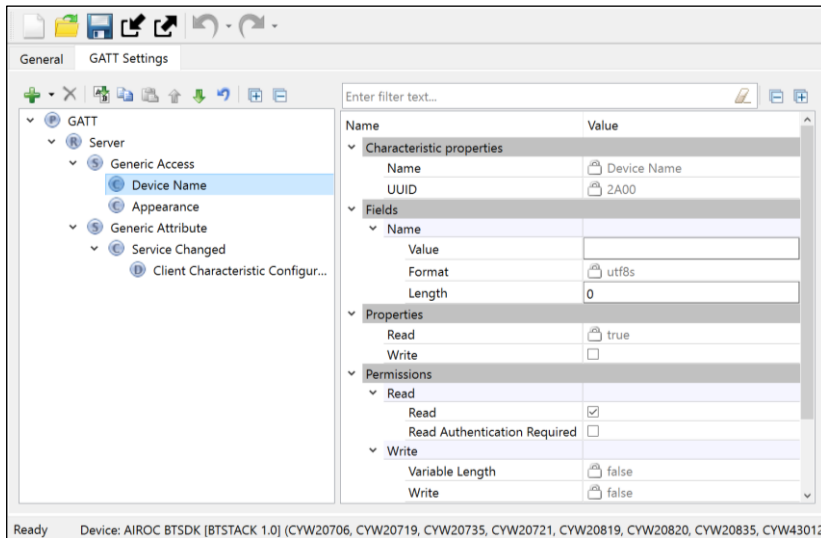 General GATT Settings
Enter filter text...
P GATT
R Server
S Generic Access
C Device Name
C Appearance
S Generic Attribute
C Service Changed
D Client Characteristic Configur...
Name Value
Characteristic properties
Name Device Name
UUID 2A00
Fields
Name
Value
Format utf8s
Length 0
Properties
Read true
Write
Permissions
Read
Read
Read Authentication Required
Write
Variable Length false
Write false
Ready Device: AIROC BTSDK [BTSTACK 1.0] (CYW20706, CYW20719, CYW20735, CYW20721, CYW20819, CYW20820, CYW20835, CYW43012